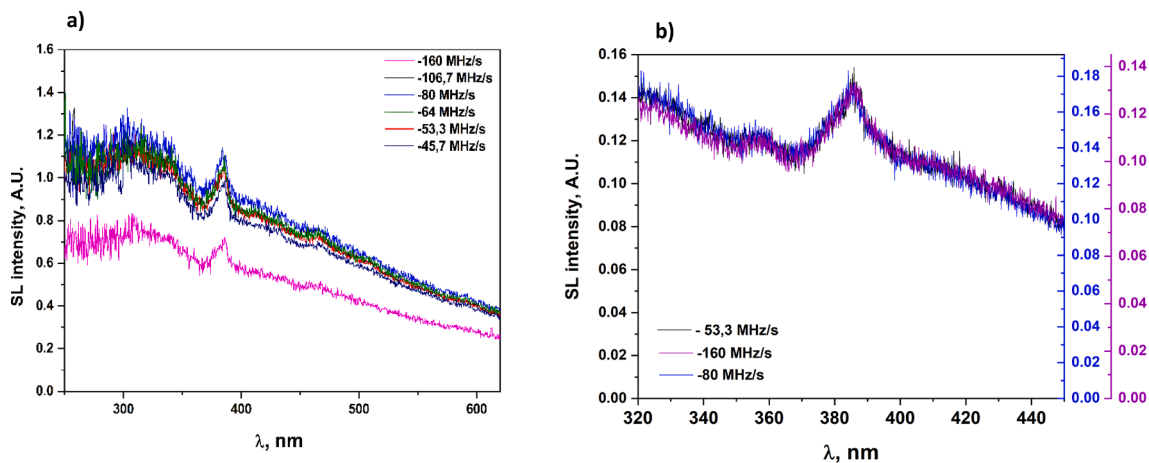 a)
1.6
1.4
1.2
1.0
0.8
0.6
0.4
0.2
0.0
SL intensity, A.U.
300 400 500 600
λ, nm
-160 MHz/s
-106,7 MHz/s
-80 MHz/s
-64 MHz/s
-53,3 MHz/s
-45,7 MHz/s
b)
0.16
0.14
0.12
0.10
0.08
0.06
0.04
0.02
0.00
SL intensity, A.U.
320 340 360 380 400 420 440
λ, nm
- 53,3 MHz/s
-160 MHz/s
-80 MHz/s
0.18
0.16
0.14
0.12
0.10
0.08
0.06
0.04
0.02
0.00
0.14
0.12
0.10
0.08
0.06
0.04
0.02
0.00